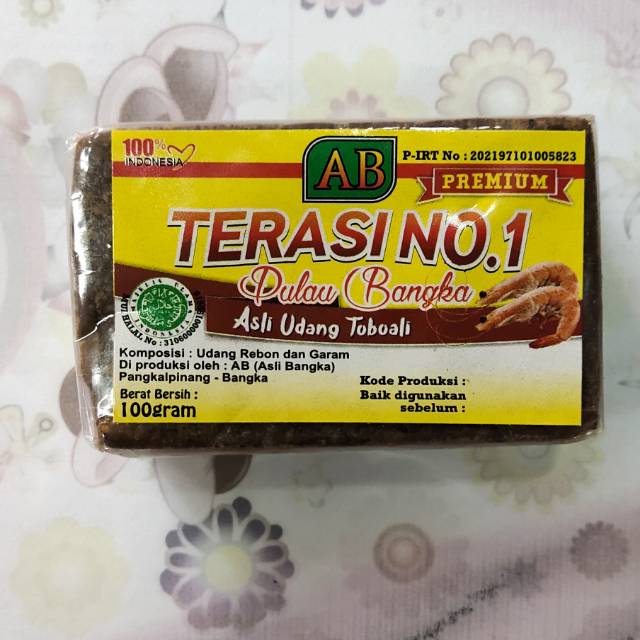 100%
INDONESIA
AB
P-IRT No : 202197101005823
PREMIUM
TERASI NO.1
Pulau Bangka
Asli Udang Toboali
Komposisi : Udang Rebon dan Garam
Di produksi oleh : AB (Asli Bangka)
Pangkalpinang - Bangka
Berat Bersih :
100gram
Kode Produksi :
Baik digunakan
sebelum :